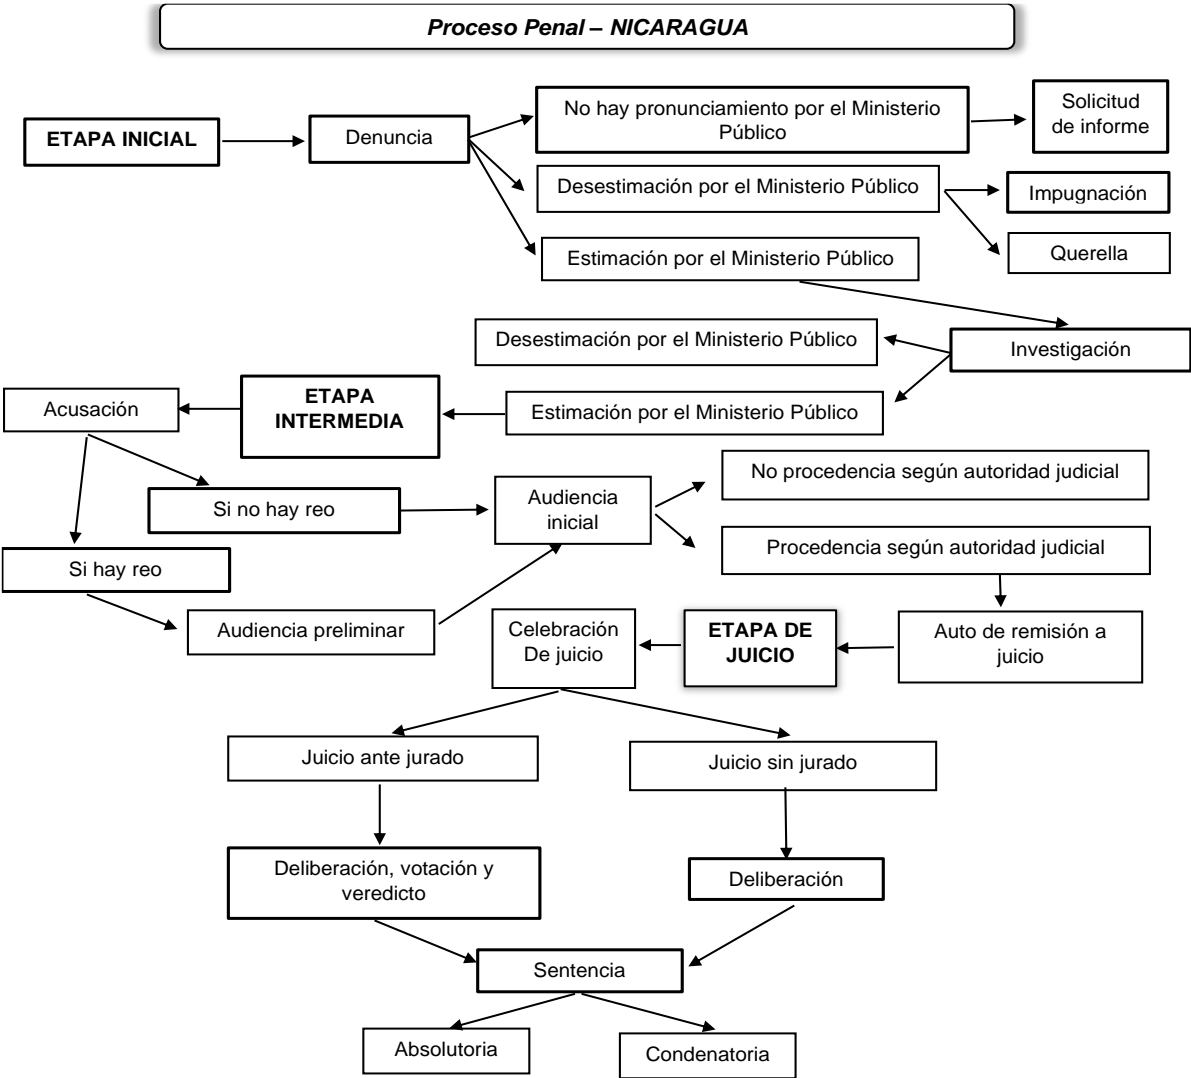 Proceso Penal – NICARAGUA
No hay pronunciamiento por el Ministerio
Público
Solicitud
de informe
ETAPA INICIAL
Denuncia
Desestimación por el Ministerio Público
Impugnación
Estimación por el Ministerio Público
Querella
Desestimación por el Ministerio Público
Investigación
Acusación
ETAPA
INTERMEDIA
Estimación por el Ministerio Público
No procedencia según autoridad judicial
Si no hay reo
Audiencia
inicial
Procedencia según autoridad judicial
Si hay reo
Audiencia preliminar
Celebración
De juicio
ETAPA DE
JUICIO
Auto de remisión a
juicio
Juicio ante jurado
Juicio sin jurado
Deliberación, votación y
veredicto
Deliberación
Sentencia
Absolutoria
Condenatoria